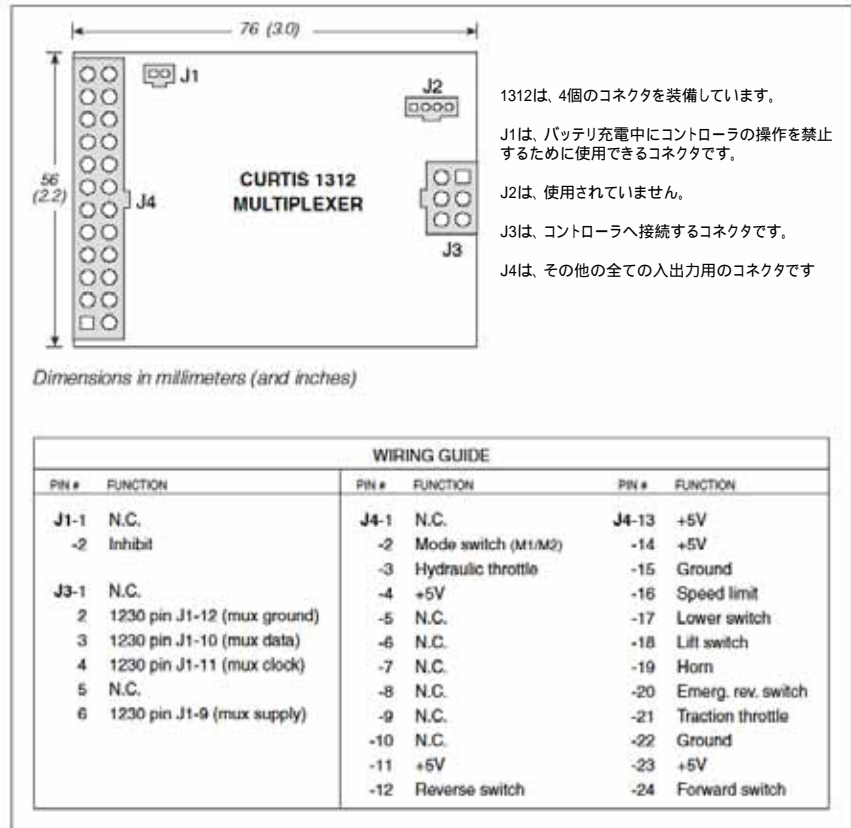 76 (3.0)
J1
J2
56
(2.2)
J4
CURTIS 1312
MULTIPLEXER
J3
Dimensions in millimeters (and inches)
1312は、4個のコネクタを装備しています。
J1は、バッテリ充電中にコントローラの操作を禁止
するために使用できるコネクタです。
J2は、使用されていません。
J3は、コントローラへ接続するコネクタです。
J4は、その他の全ての入出力用のコネクタです
WIRING GUIDE
PIN # FUNCTION
J1-1 N.C.
-2 Inhibit
J3-1 N.C.
2 1230 pin J1-12 (mux ground)
3 1230 pin J1-10 (mux data)
4 1230 pin J1-11 (mux clock)
5 N.C.
6 1230 pin J1-9 (mux supply)
PIN # FUNCTION
J4-1 N.C.
-2 Mode switch (M1/M2)
-3 Hydraulic throttle
-4 +5V
-5 N.C.
-6 N.C.
-7 N.C.
-8 N.C.
-9 N.C.
-10 N.C.
-11 +5V
-12 Reverse switch
PIN # FUNCTION
J4-13 +5V
-14 +5V
-15 Ground
-16 Speed limit
-17 Lower switch
-18 Lift switch
-19 Horn
-20 Emerg. rev. switch
-21 Traction throttle
-22 Ground
-23 +5V
-24 Forward switch